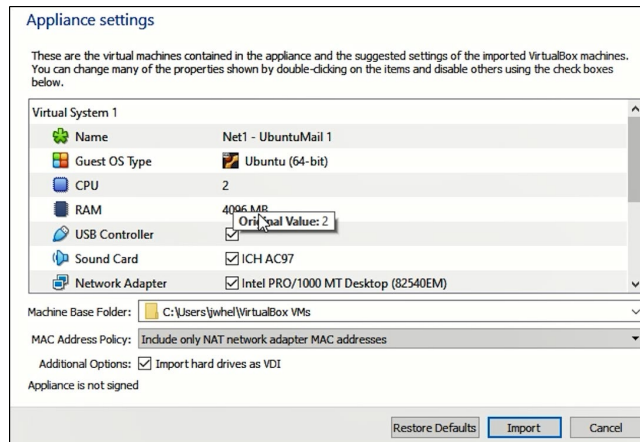 Appliance settings
These are the virtual machines contained in the appliance and the suggested settings of the imported VirtualBox machines.
You can change many of the properties shown by double-clicking on the items and disable others using the check boxes
below.
Virtual System 1
Name Net1 - UbuntuMail 1
Guest OS Type Ubuntu (64-bit)
CPU 2
RAM 4096 MB
Original Value: 2
USB Controller
Sound Card ICH AC97
Network Adapter Intel PRO/1000 MT Desktop (82540EM)
Machine Base Folder: C:\Users\jwhel\VirtualBox VMs
MAC Address Policy: Include only NAT network adapter MAC addresses
Additional Options: Import hard drives as VDI
Appliance is not signed
Restore Defaults Import Cancel